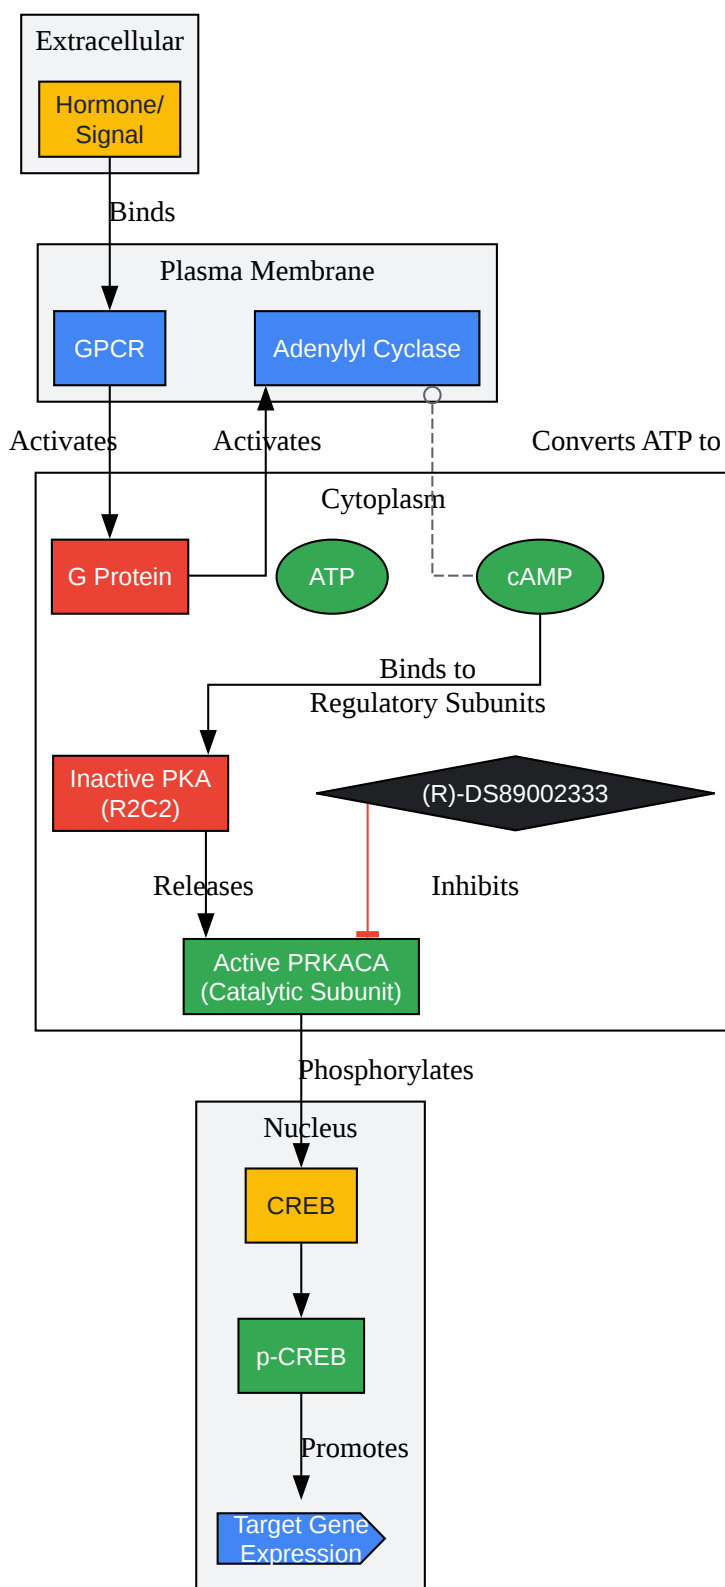 Extracellular
Hormone/
Signal
Binds
Plasma Membrane
GPCR
Adenylyl Cyclase
Activates
Activates
Converts ATP to
Cytoplasm
G Protein
ATP
cAMP
Binds to
Regulatory Subunits
Inactive PKA
(R2C2)
(R)-DS89002333
Releases
Inhibits
Active PRKACA
(Catalytic Subunit)
Phosphorylates
Nucleus
CREB
p-CREB
Promotes
Target Gene
Expression